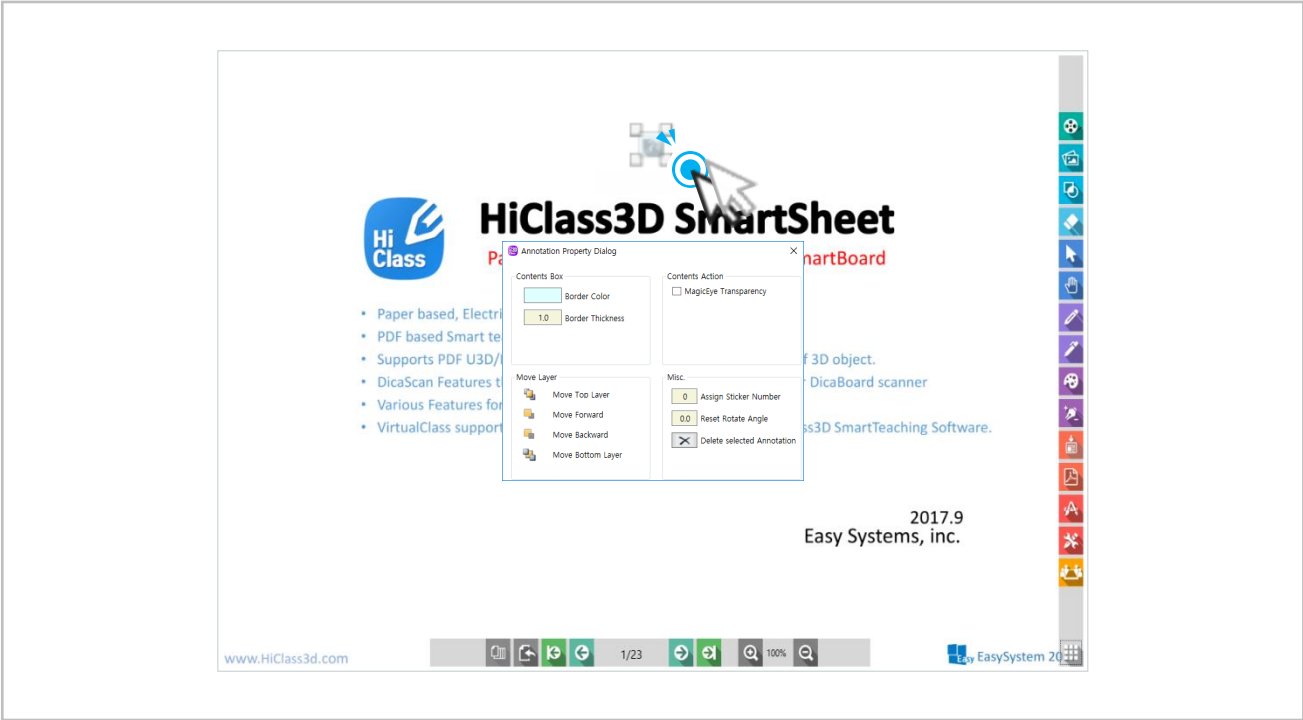 HiClass3D SmartSheet
Hi
Class
Pa
martBoard
Annotation Property Dialog
Contents Box
Border Color
1.0 Border Thickness
Contents Action
MagicEye Transparency
Move Layer
Move Top Layer
Move Forward
Move Backward
Move Bottom Layer
Misc.
0 Assign Sticker Number
0.0 Reset Rotate Angle
Delete selected Annotation
• Paper based, Electri
• PDF based Smart te
• Supports PDF U3D/
f 3D object.
• DicaScan Features t
DicaBoard scanner
• Various Features for
• VirtualClass support
ss3D SmartTeaching Software.
2017.9
Easy Systems, inc.
www.HiClass3d.com
1/23
100%
Easy EasySystem 20